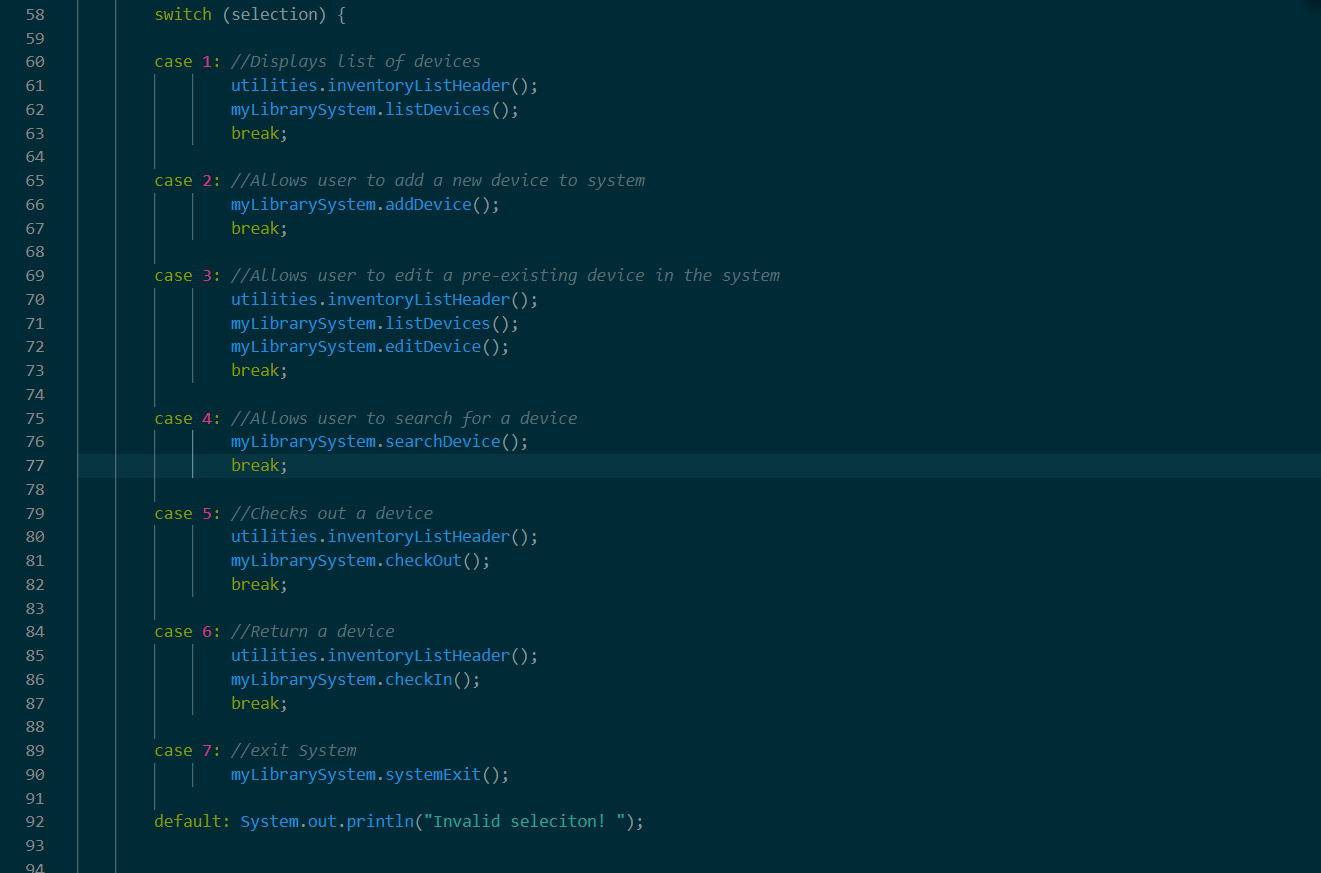 58 switch (selection) {
59
60 case 1: //Displays list of devices
61 utilities.inventoryListHeader();
62 myLibrarySystem.listDevices();
63 break;
64
65 case 2: //Allows user to add a new device to system
66 myLibrarySystem.addDevice();
67 break;
68
69 case 3: //Allows user to edit a pre-existing device in the system
70 utilities.inventoryListHeader();
71 myLibrarySystem.listDevices();
72 myLibrarySystem.editDevice();
73 break;
74
75 case 4: //Allows user to search for a device
76 myLibrarySystem.searchDevice();
77 break;
78
79 case 5: //Checks out a device
80 utilities.inventoryListHeader();
81 myLibrarySystem.checkOut();
82 break;
83
84 case 6: //Return a device
85 utilities.inventoryListHeader();
86 myLibrarySystem.checkIn();
87 break;
88
89 case 7: //exit System
90 myLibrarySystem.systemExit();
91
92 default: System.out.println("Invalid seleciton! ");
93
94